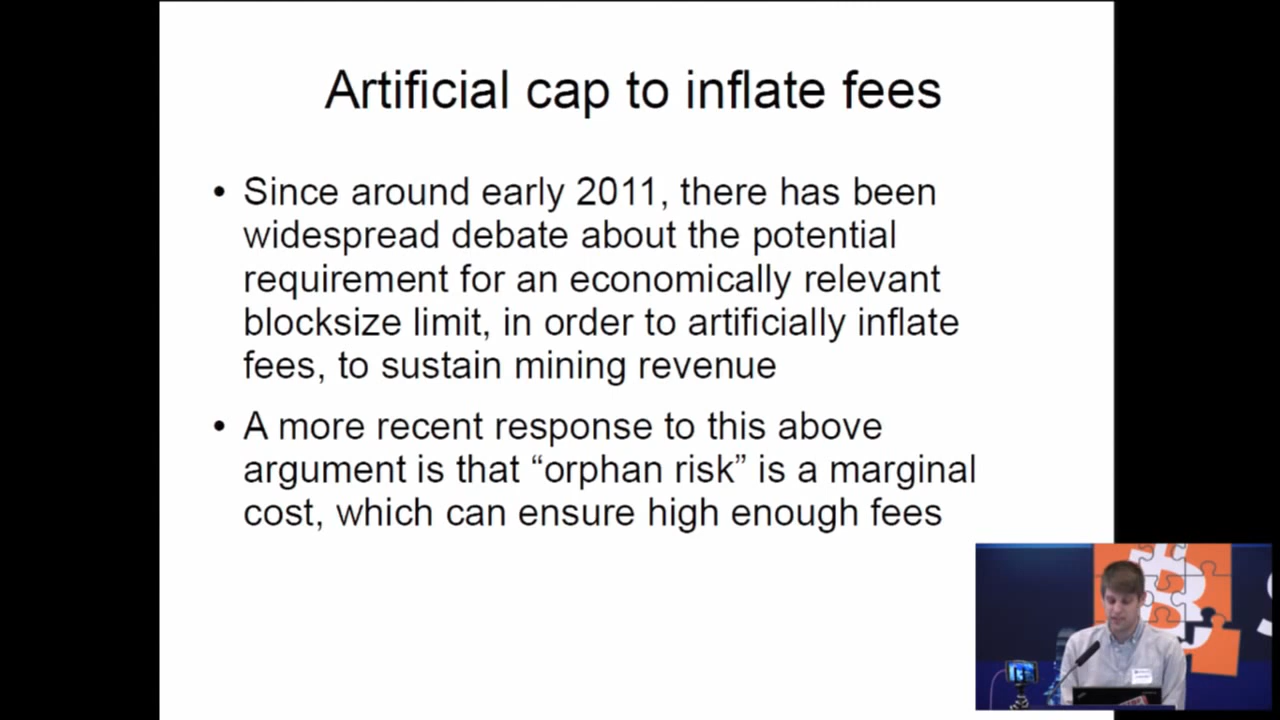 Artificial cap to inflate fees
• Since around early 2011, there has been
widespread debate about the potential
requirement for an economically relevant
blocksize limit, in order to artificially inflate
fees, to sustain mining revenue
• A more recent response to this above
argument is that “orphan risk” is a marginal
cost, which can ensure high enough fees